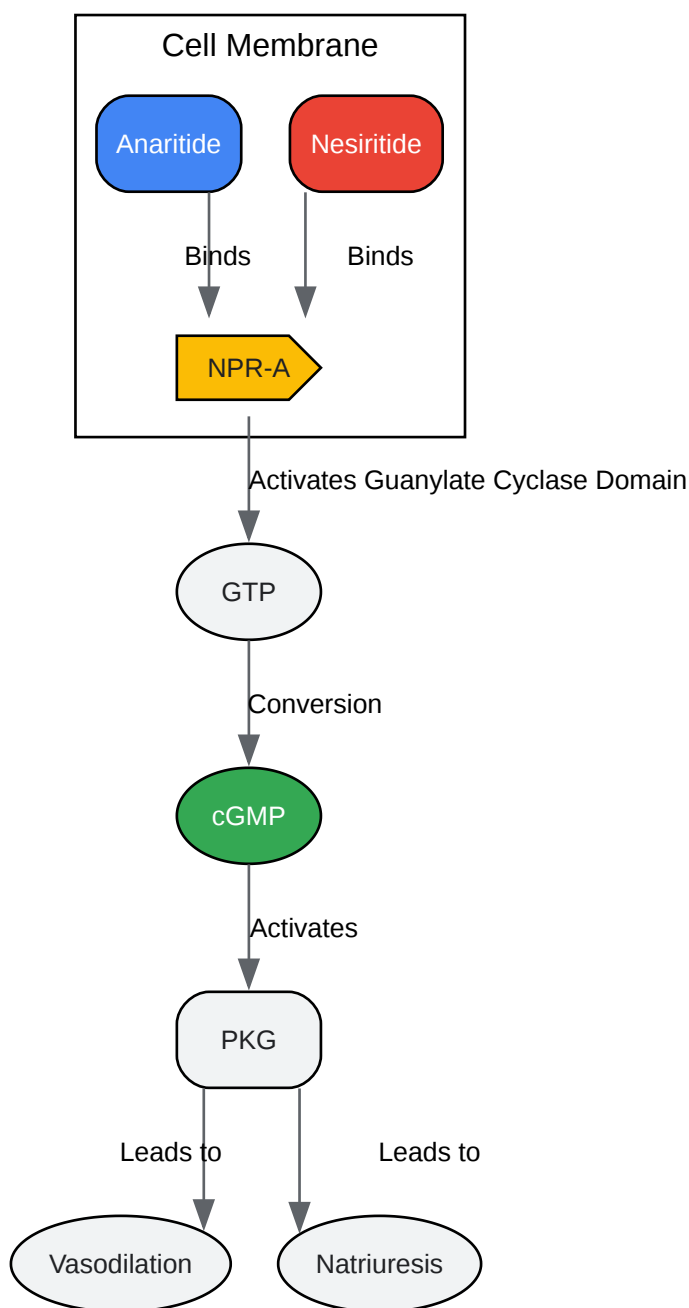 Cell Membrane
Anaritide
Nesiritide
Binds
Binds
NPR-A
Activates Guanylate Cyclase Domain
GTP
Conversion
cGMP
Activates
PKG
Leads to
Leads to
Vasodilation
Natriuresis